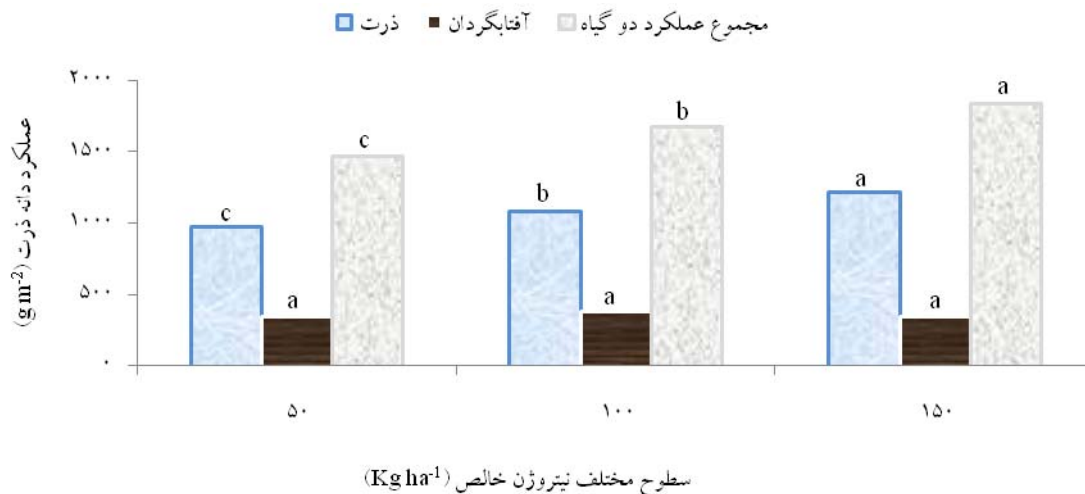 ذرت آفتابگردان مجموع عملکرد دو گیاه
عملکرد دانه ذرت (g m-2)
۲۰۰۰
۱۵۰۰
۱۰۰۰
۵۰۰
۰
c a c
b a b
a a a
۵۰ ۱۰۰ ۱۵۰
سطوح مختلف نیتروژن خالص (Kg ha-1)